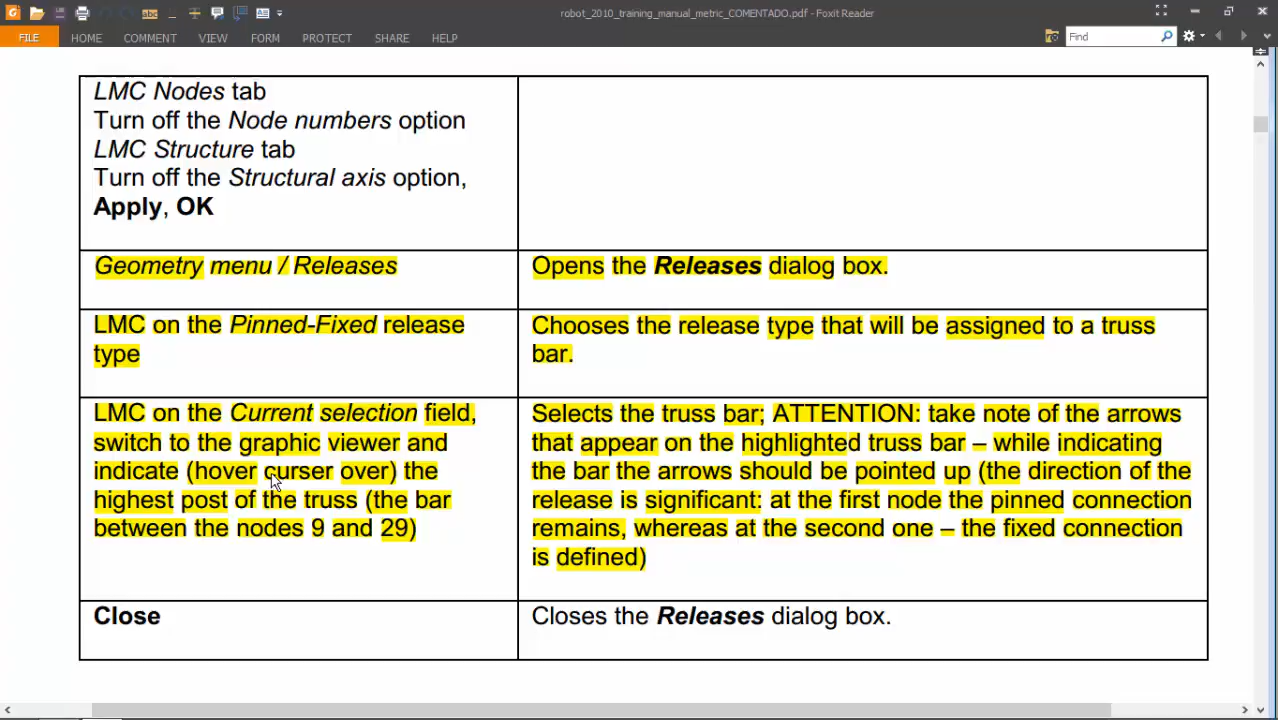 robot_2010_training_manual_metric_COMENTADO.pdf - Foxit Reader
FILE HOME COMMENT VIEW FORM PROTECT SHARE HELP Find
LMC Nodes tab
Turn off the Node numbers option
LMC Structure tab
Turn off the Structural axis option,
Apply, OK
Geometry menu / Releases
Opens the Releases dialog box.
LMC on the Pinned-Fixed release
type
Chooses the release type that will be assigned to a truss
bar.
LMC on the Current selection field,
switch to the graphic viewer and
indicate (hover curser over) the
highest post of the truss (the bar
between the nodes 9 and 29)
Selects the truss bar; ATTENTION: take note of the arrows
that appear on the highlighted truss bar – while indicating
the bar the arrows should be pointed up (the direction of the
release is significant: at the first node the pinned connection
remains, whereas at the second one – the fixed connection
is defined)
Close
Closes the Releases dialog box.